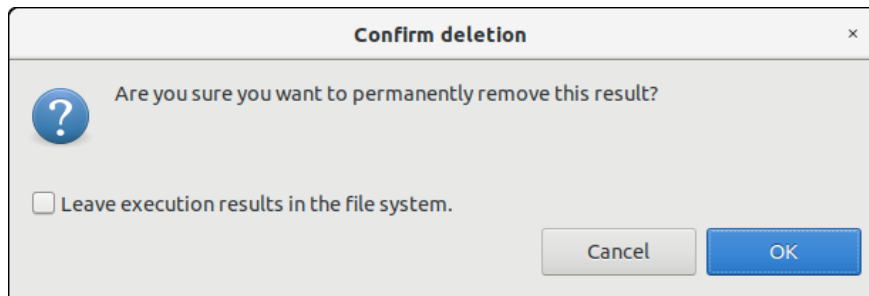 Confirm deletion
×
Are you sure you want to permanently remove this result?
?
Leave execution results in the file system.
Cancel
OK